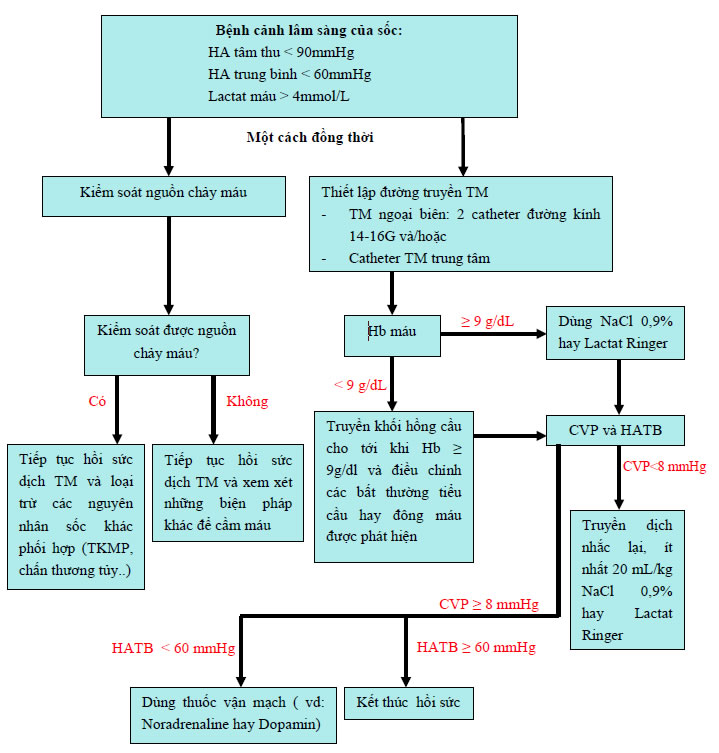 Bệnh cảnh lâm sàng của sốc:
HA tâm thu < 90mmHg
HA trung bình < 60mmHg
Lactat máu > 4mmol/L
Một cách đồng thời
Kiểm soát nguồn chảy máu
Thiết lập đường truyền TM
- TM ngoại biên: 2 catheter đường kính
14-16G và/hoặc
- Catheter TM trung tâm
Kiểm soát được nguồn
chảy máu?
Hb máu
≥ 9 g/dL
Dùng NaCl 0,9%
hay Lactat Ringer
< 9 g/dL
Có
Không
Tiếp tục hồi sức
dịch TM và loại
trừ các nguyên
nhân sốc khác
phối hợp (TKMP,
chấn thương tủy..)
Tiếp tục hồi sức
dịch TM và xem xét
những biện pháp
khác để cầm máu
Truyền khối hồng cầu
cho tới khi Hb ≥
9g/dl và điều chỉnh
các bất thường tiểu
cầu hay đông máu
được phát hiện
CVP và HATB
CVP<8 mmHg
Truyền dịch
nhắc lại, ít
nhất 20 mL/kg
NaCl 0,9%
hay Lactat
Ringer
CVP ≥ 8 mmHg
HATB < 60 mmHg
HATB ≥ 60 mmHg
Dùng thuốc vận mạch ( vd:
Noradrenaline hay Dopamin)
Kết thúc hồi sức